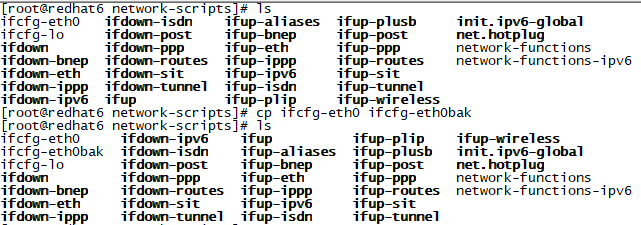 [root@redhat6 network-scripts]# ls
ifcfg-eth0 ifdown-isdn ifup-aliases ifup-plusb init.ipv6-global
ifcfg-lo ifdown-post ifup-bnep ifup-post net.hotplug
ifdown ifdown-ppp ifup-eth ifup-ppp network-functions
ifdown-bnep ifdown-routes ifup-ippp ifup-routes network-functions-ipv6
ifdown-eth ifdown-sit ifup-ipv6 ifup-sit
ifdown-ippp ifdown-tunnel ifup-isdn ifup-tunnel
ifdown-ipv6 ifup ifup-plip ifup-wireless
[root@redhat6 network-scripts]# cp ifcfg-eth0 ifcfg-eth0bak
[root@redhat6 network-scripts]# ls
ifcfg-eth0 ifdown-ipv6 ifup ifup-plip ifup-wireless
ifcfg-eth0bak ifdown-isdn ifup-aliases ifup-plusb init.ipv6-global
ifcfg-lo ifdown-post ifup-bnep ifup-post net.hotplug
ifdown ifdown-ppp ifup-eth ifup-ppp network-functions
ifdown-bnep ifdown-routes ifup-ippp ifup-routes network-functions-ipv6
ifdown-eth ifdown-sit ifup-ipv6 ifup-sit
ifdown-ippp ifdown-tunnel ifup-isdn ifup-tunnel